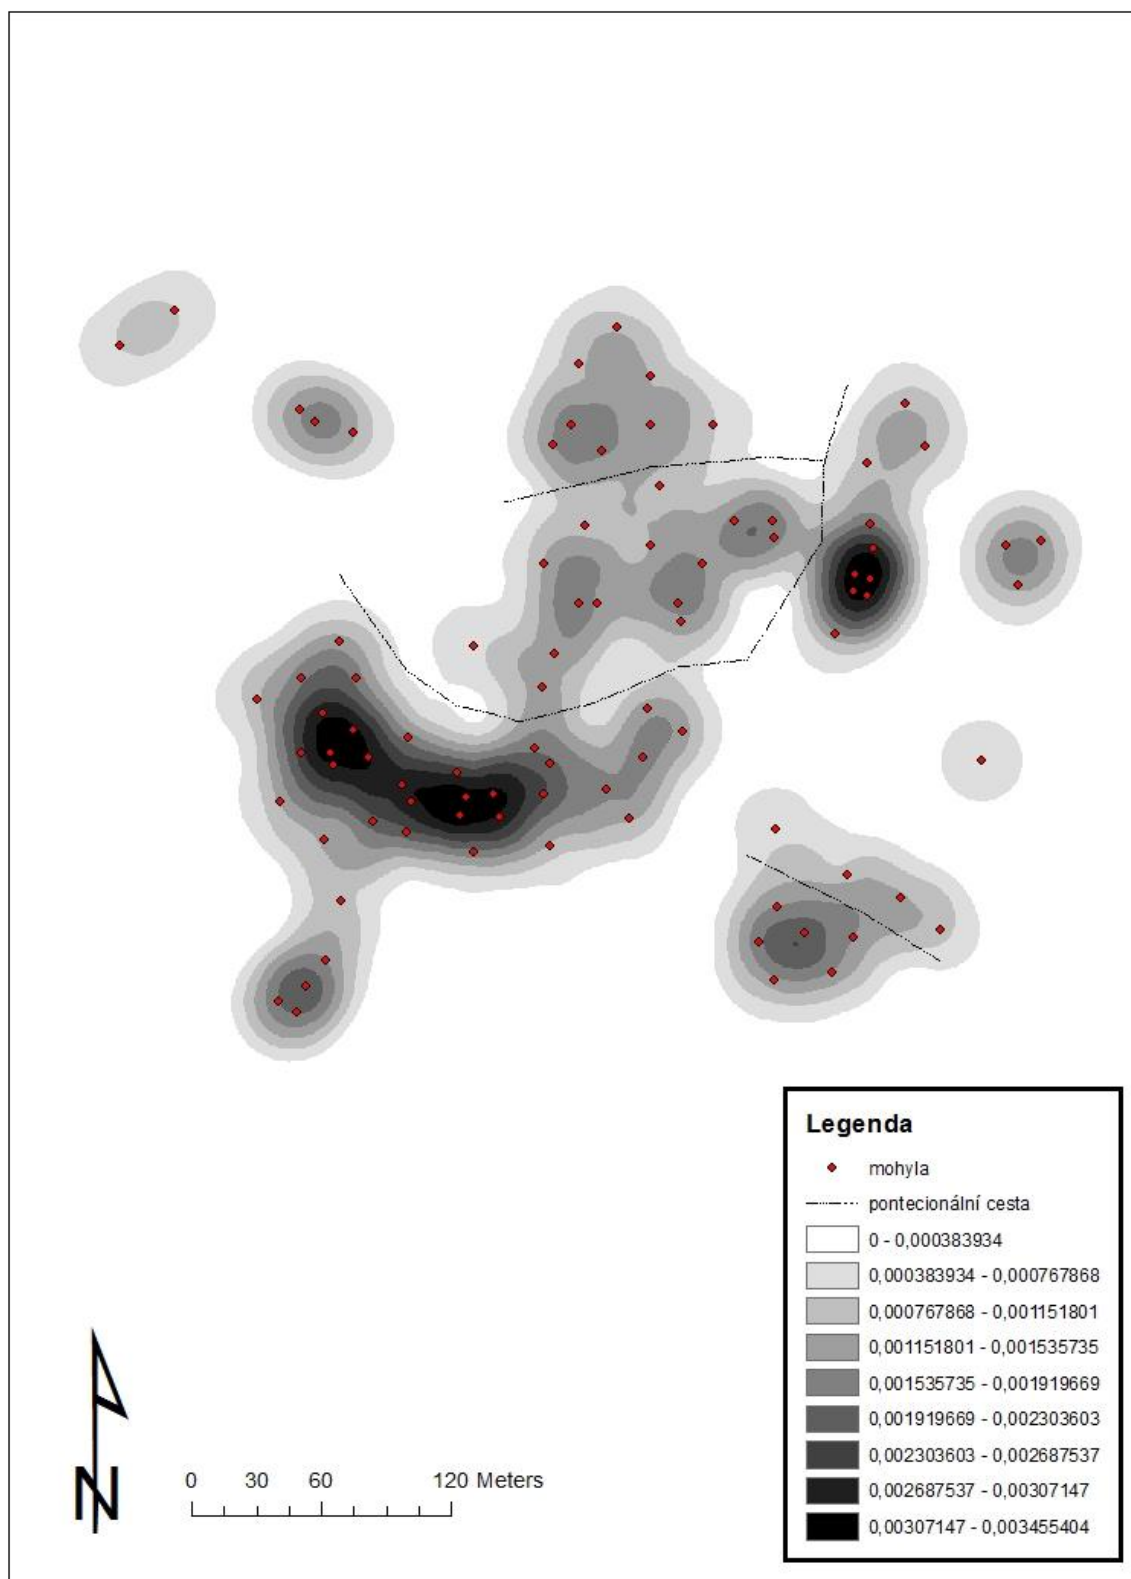 Legenda
mohyla
pontecionální cesta
0 - 0,000383934
0,000383934 - 0,000767868
0,000767868 - 0,001151801
0,001151801 - 0,001535735
0,001535735 - 0,001919669
0,001919669 - 0,002303603
0,002303603 - 0,002687537
0,002687537 - 0,00307147
0,00307147 - 0,003455404
N
0 30 60 120 Meters